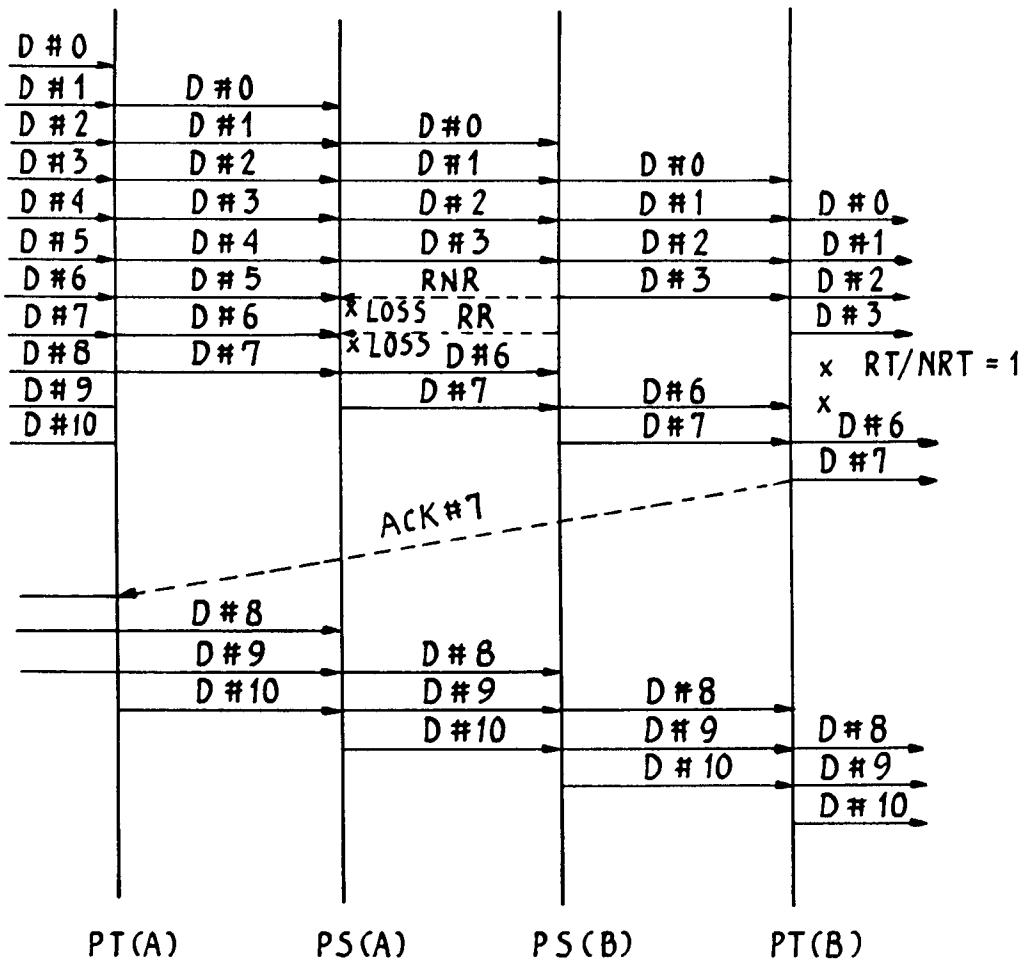 D #0
D #1 D #0
D #2 D #1 D #0
D #3 D #2 D #1 D #0
D #4 D #3 D #2 D #1 D #0
D #5 D #4 D #3 D #2 D #1
D #6 D #5 RNR D #3 D #2
D #7 D #6 x LOSS RR D #3
D #8 D #7 x LOSS D #6 x RT/NRT = 1
D #9 D #7 D #6 x
D #10 D #7 D #6
D #7
ACK #7
D #8
D #9 D #8
D #10 D #9 D #8
D #10 D #9 D #8
D #10 D #9
D #10
PT(A) PS(A) PS(B) PT(B)